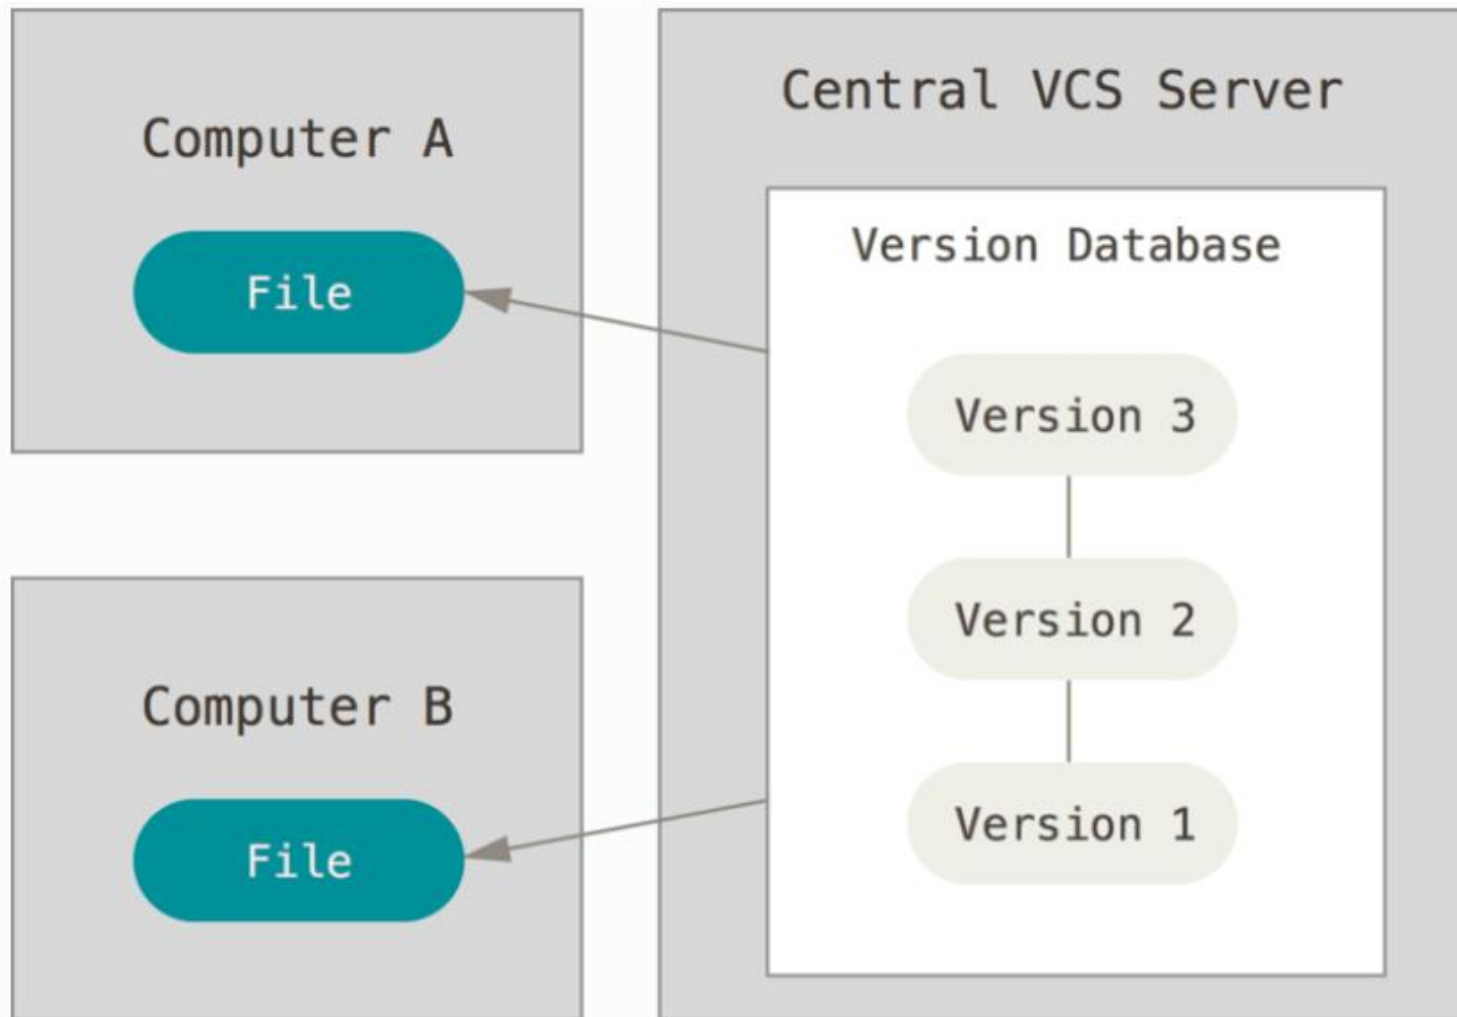 Computer A
File
Computer B
File
Central VCS Server
Version Database
Version 3
Version 2
Version 1